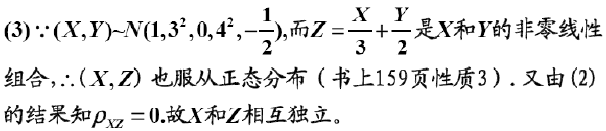 (3) ∵(X,Y)~N(1,3²,0,4²,-1/2),而Z=X/3+Y/2是X和Y的非零线性
组合,∴(X,Z)也服从正态分布(书上159页性质3).又由(2)
的结果知ρXZ=0.故X和Z相互独立。